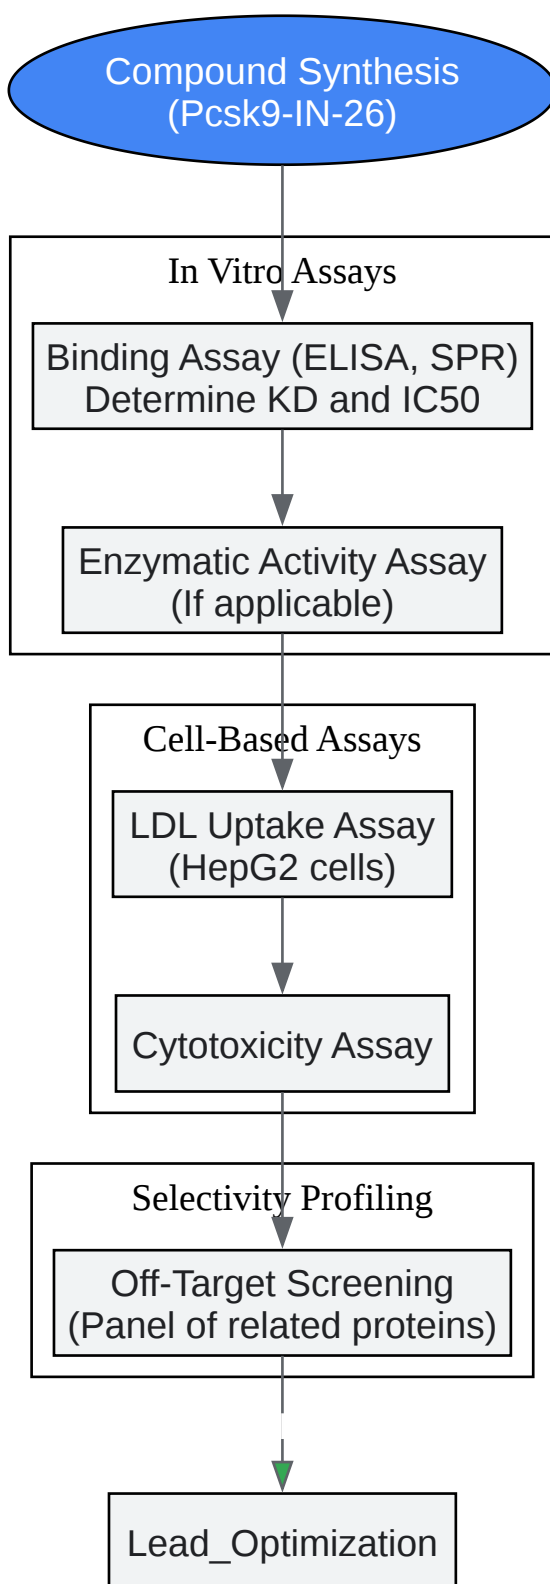 Compound Synthesis
(Pcsk9-IN-26)
In Vitro Assays
Binding Assay (ELISA, SPR)
Determine KD and IC50
Enzymatic Activity Assay
(If applicable)
Cell-Based Assays
LDL Uptake Assay
(HepG2 cells)
Cytotoxicity Assay
Selectivity Profiling
Off-Target Screening
(Panel of related proteins)
Lead_Optimization